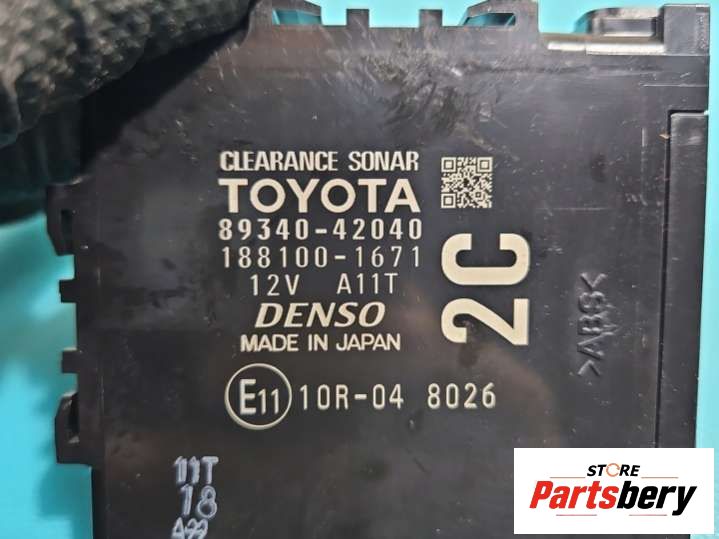 CLEARANCE SONAR
TOYOTA
89340-42040
188100-1671
12V A11T
DENSO
MADE IN JAPAN
2C
>ABS<
E11 10R-04 8026
11T
18
STORE
Partsbery